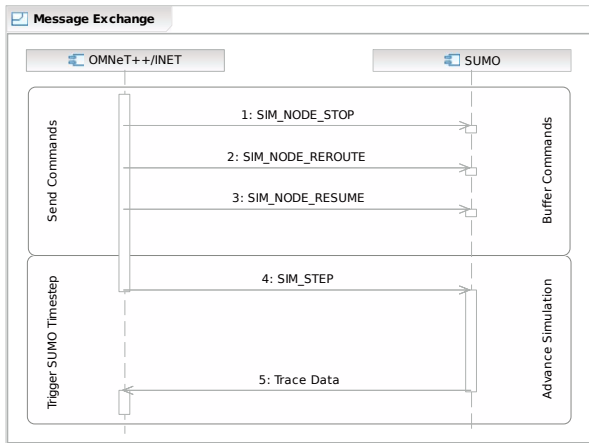 Message Exchange
OMNeT++/INET
SUMO
Send Commands
1: SIM_NODE_STOP
2: SIM_NODE_REROUTE
3: SIM_NODE_RESUME
Buffer Commands
Trigger SUMO Timestep
4: SIM_STEP
5: Trace Data
Advance Simulation